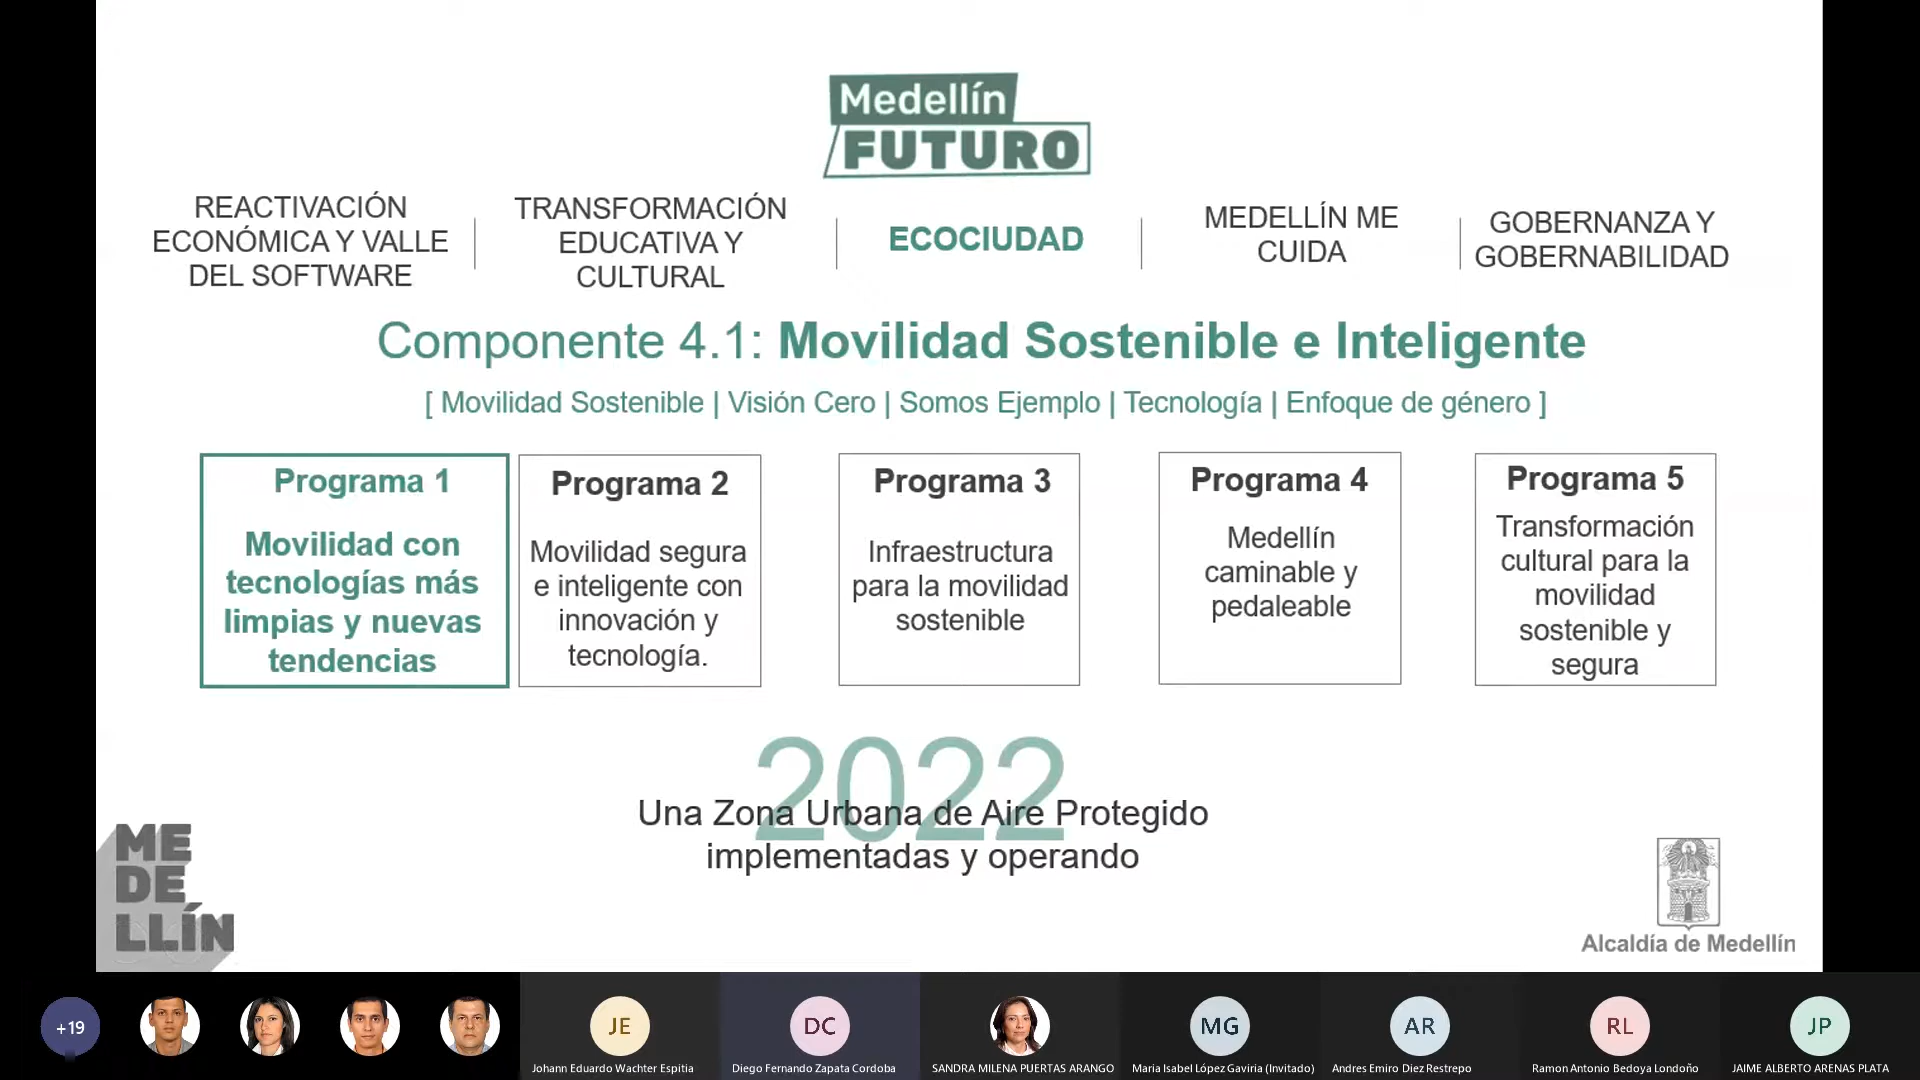 Medellín
FUTURO
REACTIVACIÓN
ECONÓMICA Y VALLE
DEL SOFTWARE
TRANSFORMACIÓN
EDUCATIVA Y
CULTURAL
ECOCIUDAD
MEDELLÍN ME
CUIDA
GOBERNANZA Y
GOBERNABILIDAD
Componente 4.1: Movilidad Sostenible e Inteligente
[ Movilidad Sostenible | Visión Cero | Somos Ejemplo | Tecnología | Enfoque de género ]
Programa 1
Movilidad con
tecnologías más
limpias y nuevas
tendencias
Programa 2
Movilidad segura
e inteligente con
innovación y
tecnología.
Programa 3
Infraestructura
para la movilidad
sostenible
Programa 4
Medellín
caminable y
pedaleable
Programa 5
Transformación
cultural para la
movilidad
sostenible y
segura
2022
Una Zona Urbana de Aire Protegido
implementadas y operando
ME
DE
LLÍN
Alcaldía de Medellín
+19
JE
Johann Eduardo Wachter Espitia
DC
Diego Fernando Zapata Cordoba
SANDRA MILENA PUERTAS ARANGO
MG
Maria Isabel López Gaviria (Invitado)
AR
Andres Emiro Diez Restrepo
RL
Ramon Antonio Bedoya Londoño
JP
JAIME ALBERTO ARENAS PLATA